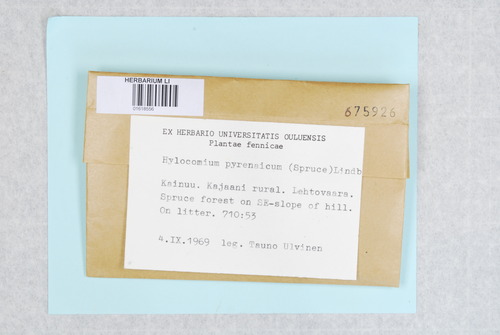 HERBARIUM LI
675926
EX HERBARIO UNIVERSITATIS OULUENSIS
Plantae fennicae
Hylocomium pyrenaicum (Spruce)Lindb
Kainuu. Kajaani rural. Lehtovaara.
Spruce forest on SE-slope of hill.
On litter. 710:53
4.IX.1969 leg. Tauno Ulvinen